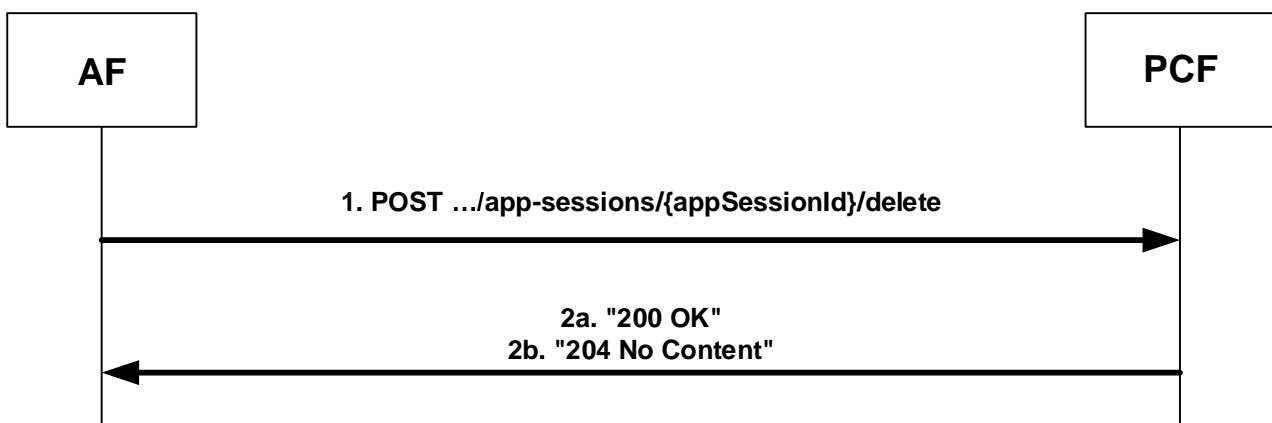 AF
PCF
1. POST …/app-sessions/{appSessionId}/delete
2a. "200 OK"
2b. "204 No Content"